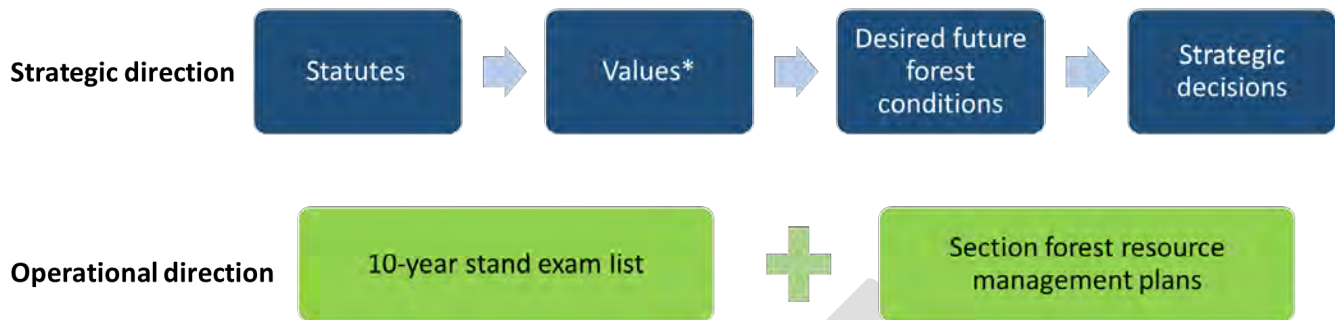 Strategic direction
Statutes
Values*
Desired future
forest
conditions
Strategic
decisions
Operational direction
10-year stand exam list
Section forest resource
management plans